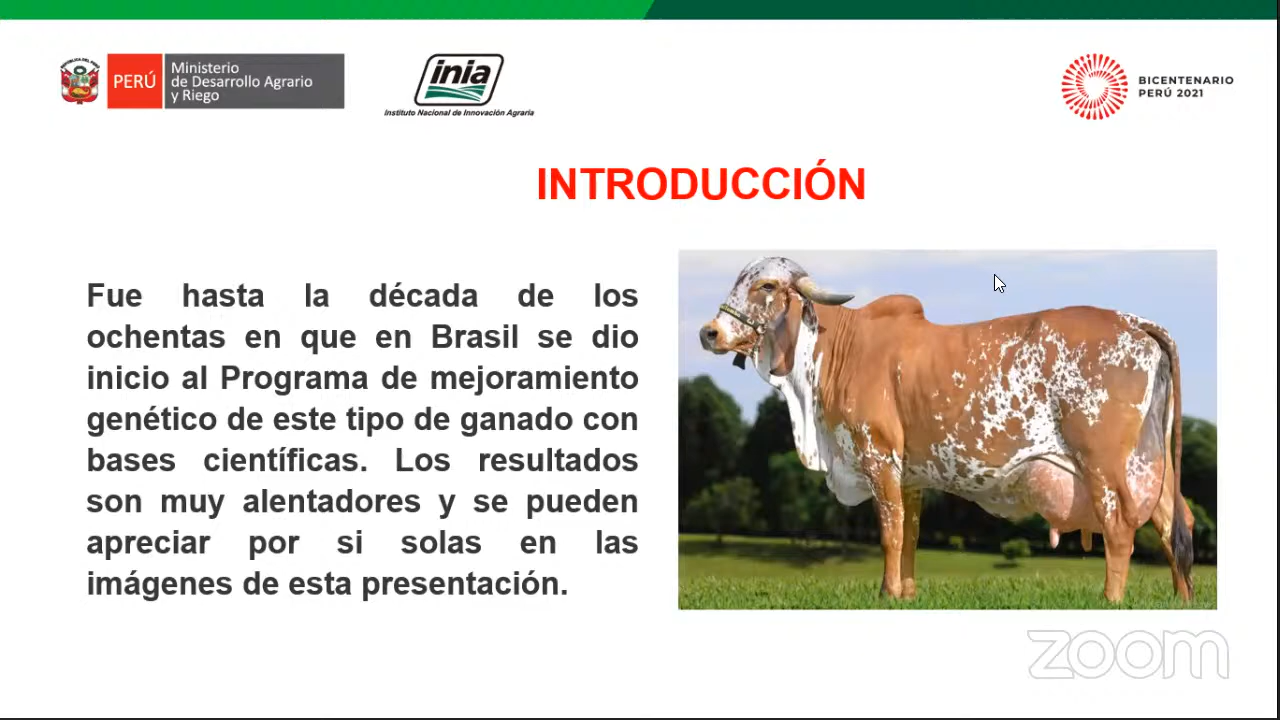 PERÚ
Ministerio
de Desarrollo Agrario
y Riego
inia
Instituto Nacional de Innovación Agraria
BICENTENARIO
PERÚ 2021
INTRODUCCIÓN
Fue hasta la década de los
ochentas en que en Brasil se dio
inicio al Programa de mejoramiento
genético de este tipo de ganado con
bases científicas. Los resultados
son muy alentadores y se pueden
apreciar por si solas en las
imágenes de esta presentación.
zoom